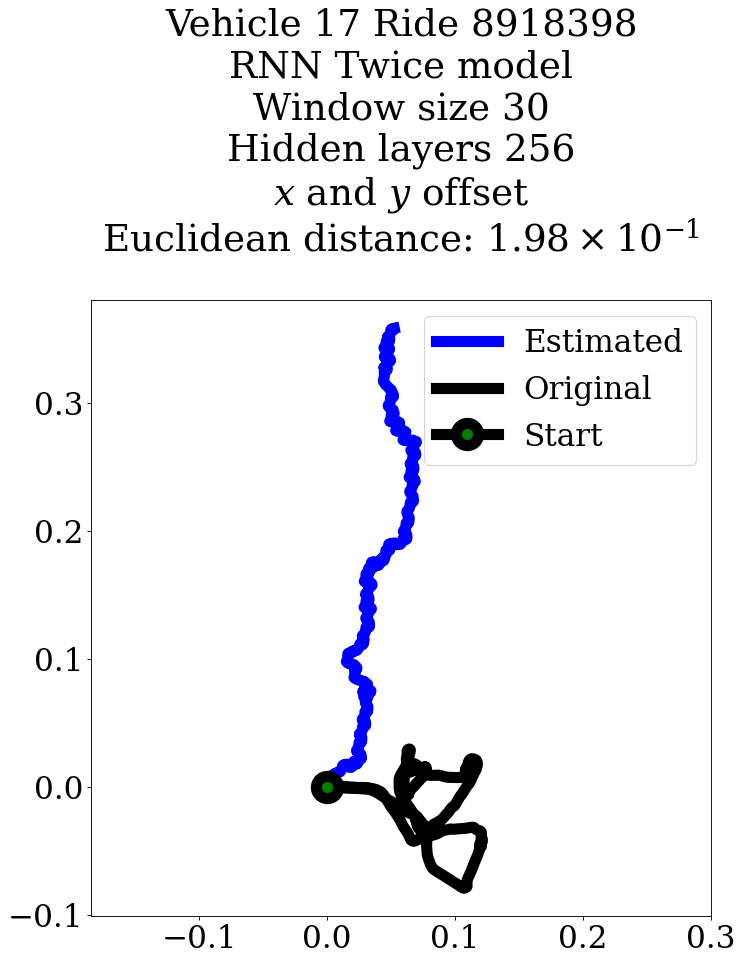 Vehicle 17 Ride 8918398
RNN Twice model
Window size 30
Hidden layers 256
x and y offset
Euclidean distance: 1.98 × 10⁻¹
Estimated
Original
Start
0.3
0.2
0.1
0.0
−0.1
−0.1 0.0 0.1 0.2 0.3